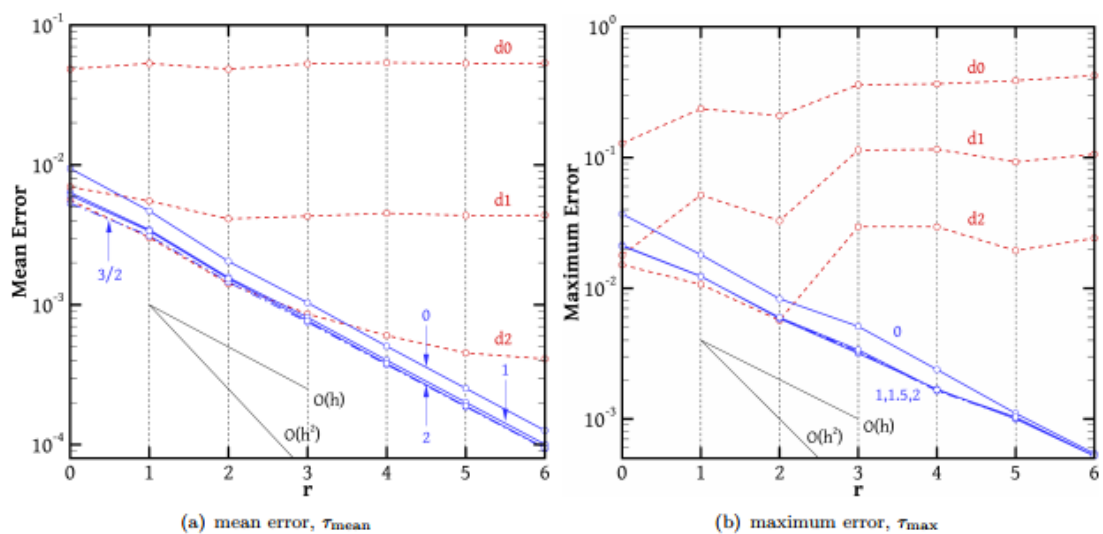 10⁻¹
10⁻²
10⁻³
10⁻⁴
Mean Error
d0
d1
d2
3/2
0
1
2
O(h)
O(h²)
0 1 2 3 4 5 6
r
(a) mean error, τmean
10⁰
10⁻¹
10⁻²
10⁻³
Maximum Error
d0
d1
d2
0
1,1.5,2
O(h)
O(h²)
0 1 2 3 4 5 6
r
(b) maximum error, τmax